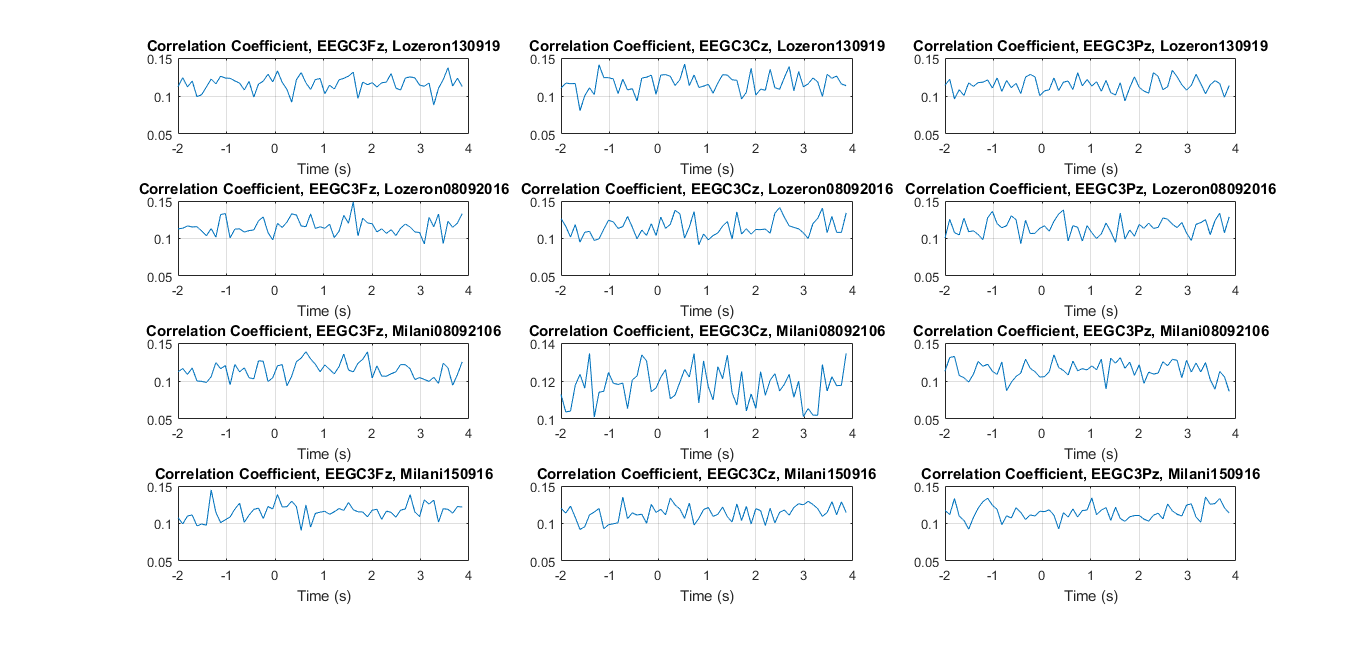 Correlation Coefficient, EEGC3Fz, Lozeron130919
0.15
0.1
0.05
-2 -1 0 1 2 3 4
Time (s)
Correlation Coefficient, EEGC3Cz, Lozeron130919
0.15
0.1
0.05
-2 -1 0 1 2 3 4
Time (s)
Correlation Coefficient, EEGC3Pz, Lozeron130919
0.15
0.1
0.05
-2 -1 0 1 2 3 4
Time (s)
Correlation Coefficient, EEGC3Fz, Lozeron08092016
0.15
0.1
0.05
-2 -1 0 1 2 3 4
Time (s)
Correlation Coefficient, EEGC3Cz, Lozeron08092016
0.15
0.1
0.05
-2 -1 0 1 2 3 4
Time (s)
Correlation Coefficient, EEGC3Pz, Lozeron08092016
0.15
0.1
0.05
-2 -1 0 1 2 3 4
Time (s)
Correlation Coefficient, EEGC3Fz, Milani08092106
0.15
0.1
0.05
-2 -1 0 1 2 3 4
Time (s)
Correlation Coefficient, EEGC3Cz, Milani08092106
0.14
0.12
0.1
-2 -1 0 1 2 3 4
Time (s)
Correlation Coefficient, EEGC3Pz, Milani08092106
0.15
0.1
0.05
-2 -1 0 1 2 3 4
Time (s)
Correlation Coefficient, EEGC3Fz, Milani150916
0.15
0.1
0.05
-2 -1 0 1 2 3 4
Time (s)
Correlation Coefficient, EEGC3Cz, Milani150916
0.15
0.1
0.05
-2 -1 0 1 2 3 4
Time (s)
Correlation Coefficient, EEGC3Pz, Milani150916
0.15
0.1
0.05
-2 -1 0 1 2 3 4
Time (s)